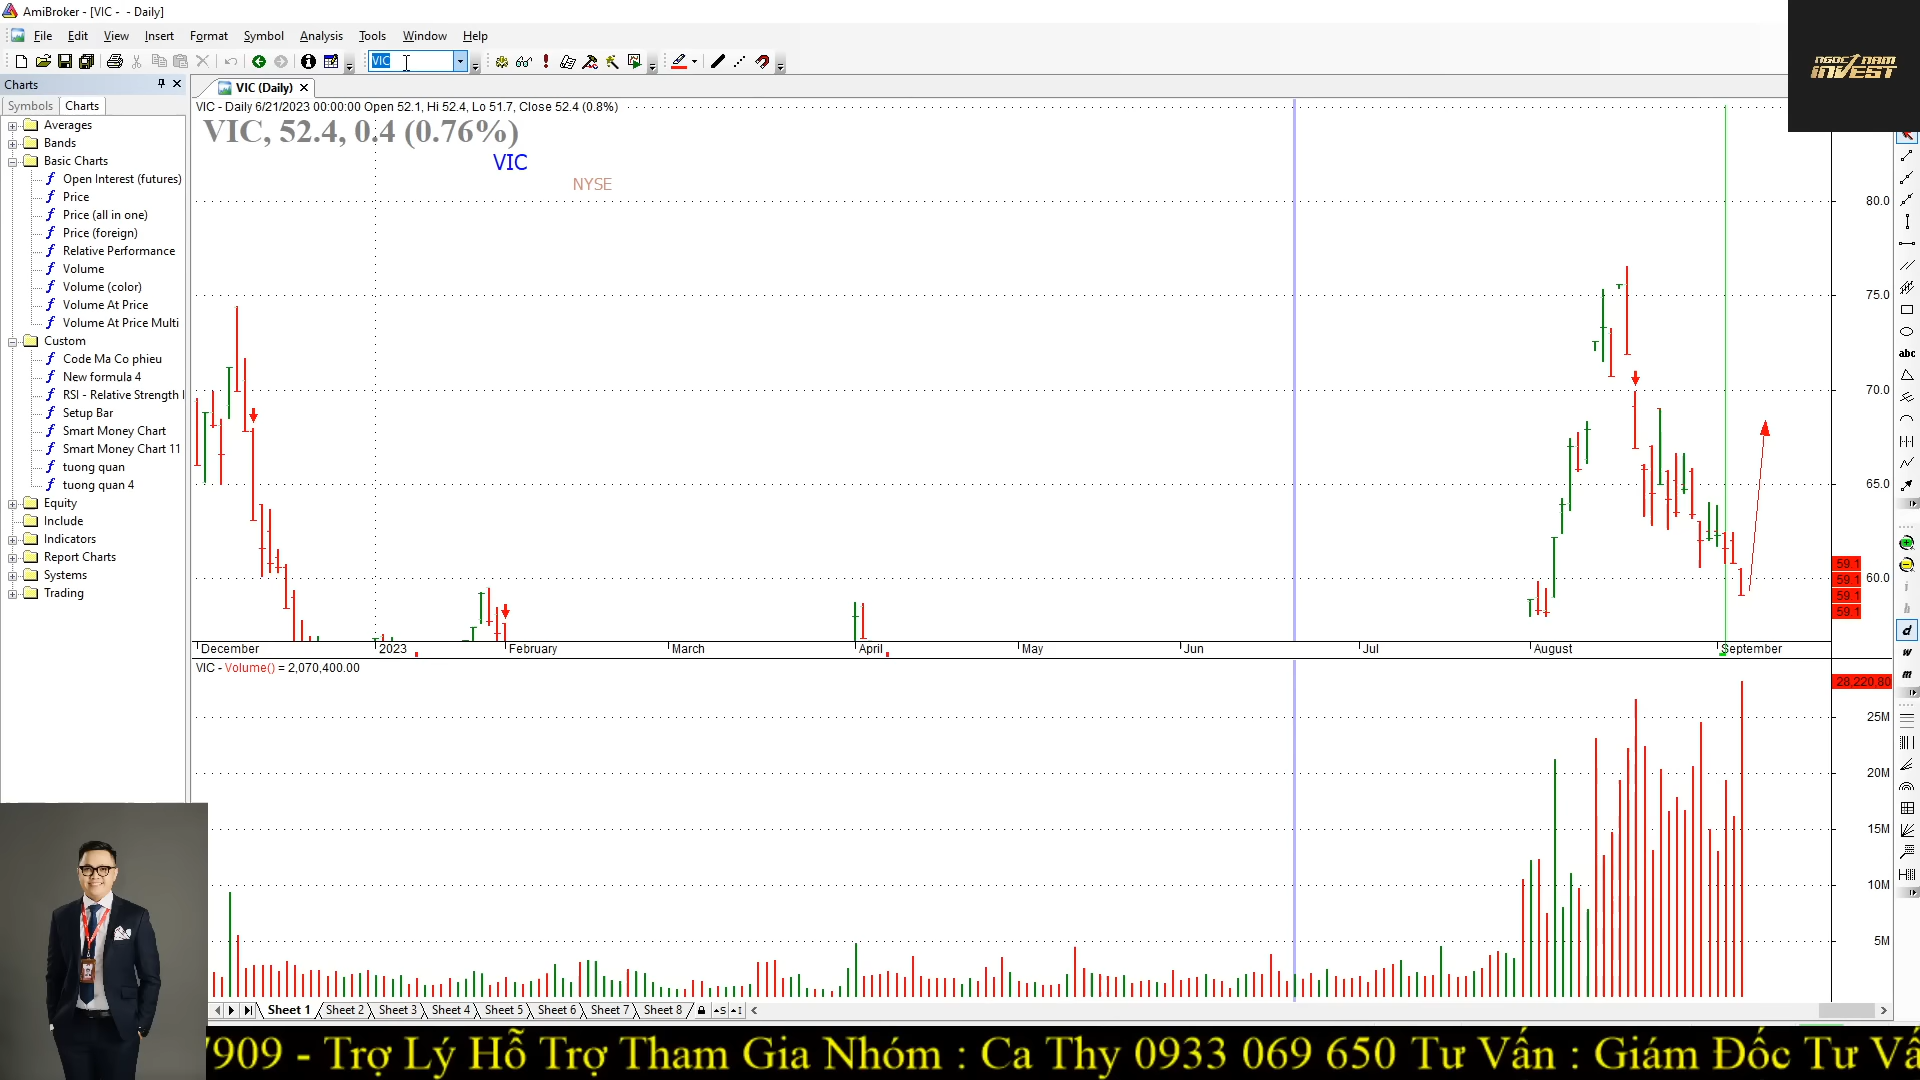 AmiBroker - [VIC - - Daily]
File Edit View Insert Format Symbol Analysis Tools Window Help
VIC
NGOC NAM
INVEST
Charts
Symbols Charts
VIC (Daily)
VIC - Daily 6/21/2023 00:00:00 Open 52.1, Hi 52.4, Lo 51.7, Close 52.4 (0.8%)
VIC, 52.4, 0.4 (0.76%)
VIC
NYSE
Averages
Bands
Basic Charts
Open Interest (futures)
Price
Price (all in one)
Price (foreign)
Relative Performance
Volume
Volume (color)
Volume At Price
Volume At Price Multi
Custom
Code Ma Co phieu
New formula 4
RSI - Relative Strength I
Setup Bar
Smart Money Chart
Smart Money Chart 11
tuong quan
tuong quan 4
Equity
Include
Indicators
Report Charts
Systems
Trading
80.0
75.0
70.0
65.0
60.0
59.1
59.1
59.1
59.1
abc
d
w
m
December 2023 February March April May Jun Jul August September
VIC - Volume() = 2,070,400.00
28,220,80
25M
20M
15M
10M
5M
Sheet 1 Sheet 2 Sheet 3 Sheet 4 Sheet 5 Sheet 6 Sheet 7 Sheet 8
7909 - Trợ Lý Hỗ Trợ Tham Gia Nhóm : Ca Thy 0933 069 650 Tư Vấn : Giám Đốc Tư Vấ